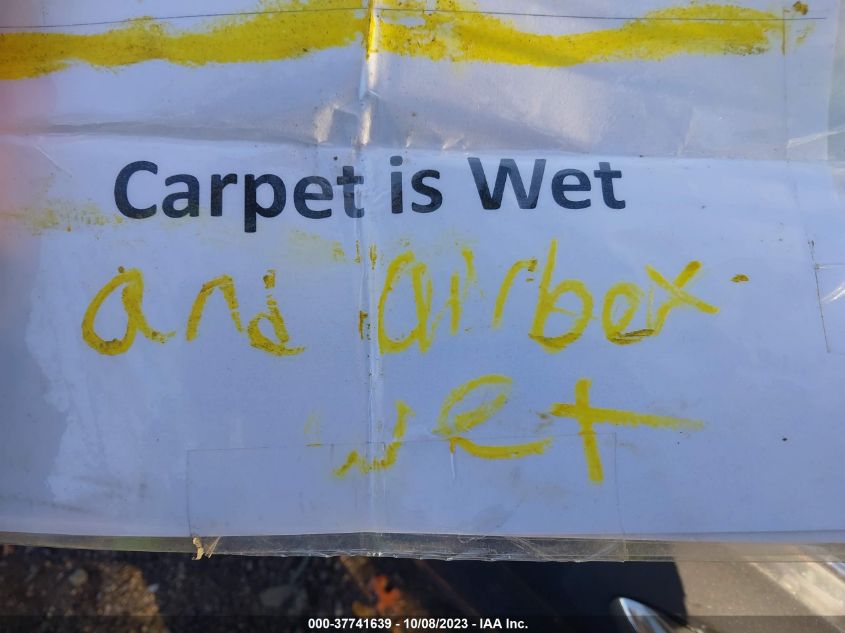 Carpet is Wet
and airbox
wet
000-37741639 - 10/08/2023 - IAA Inc.